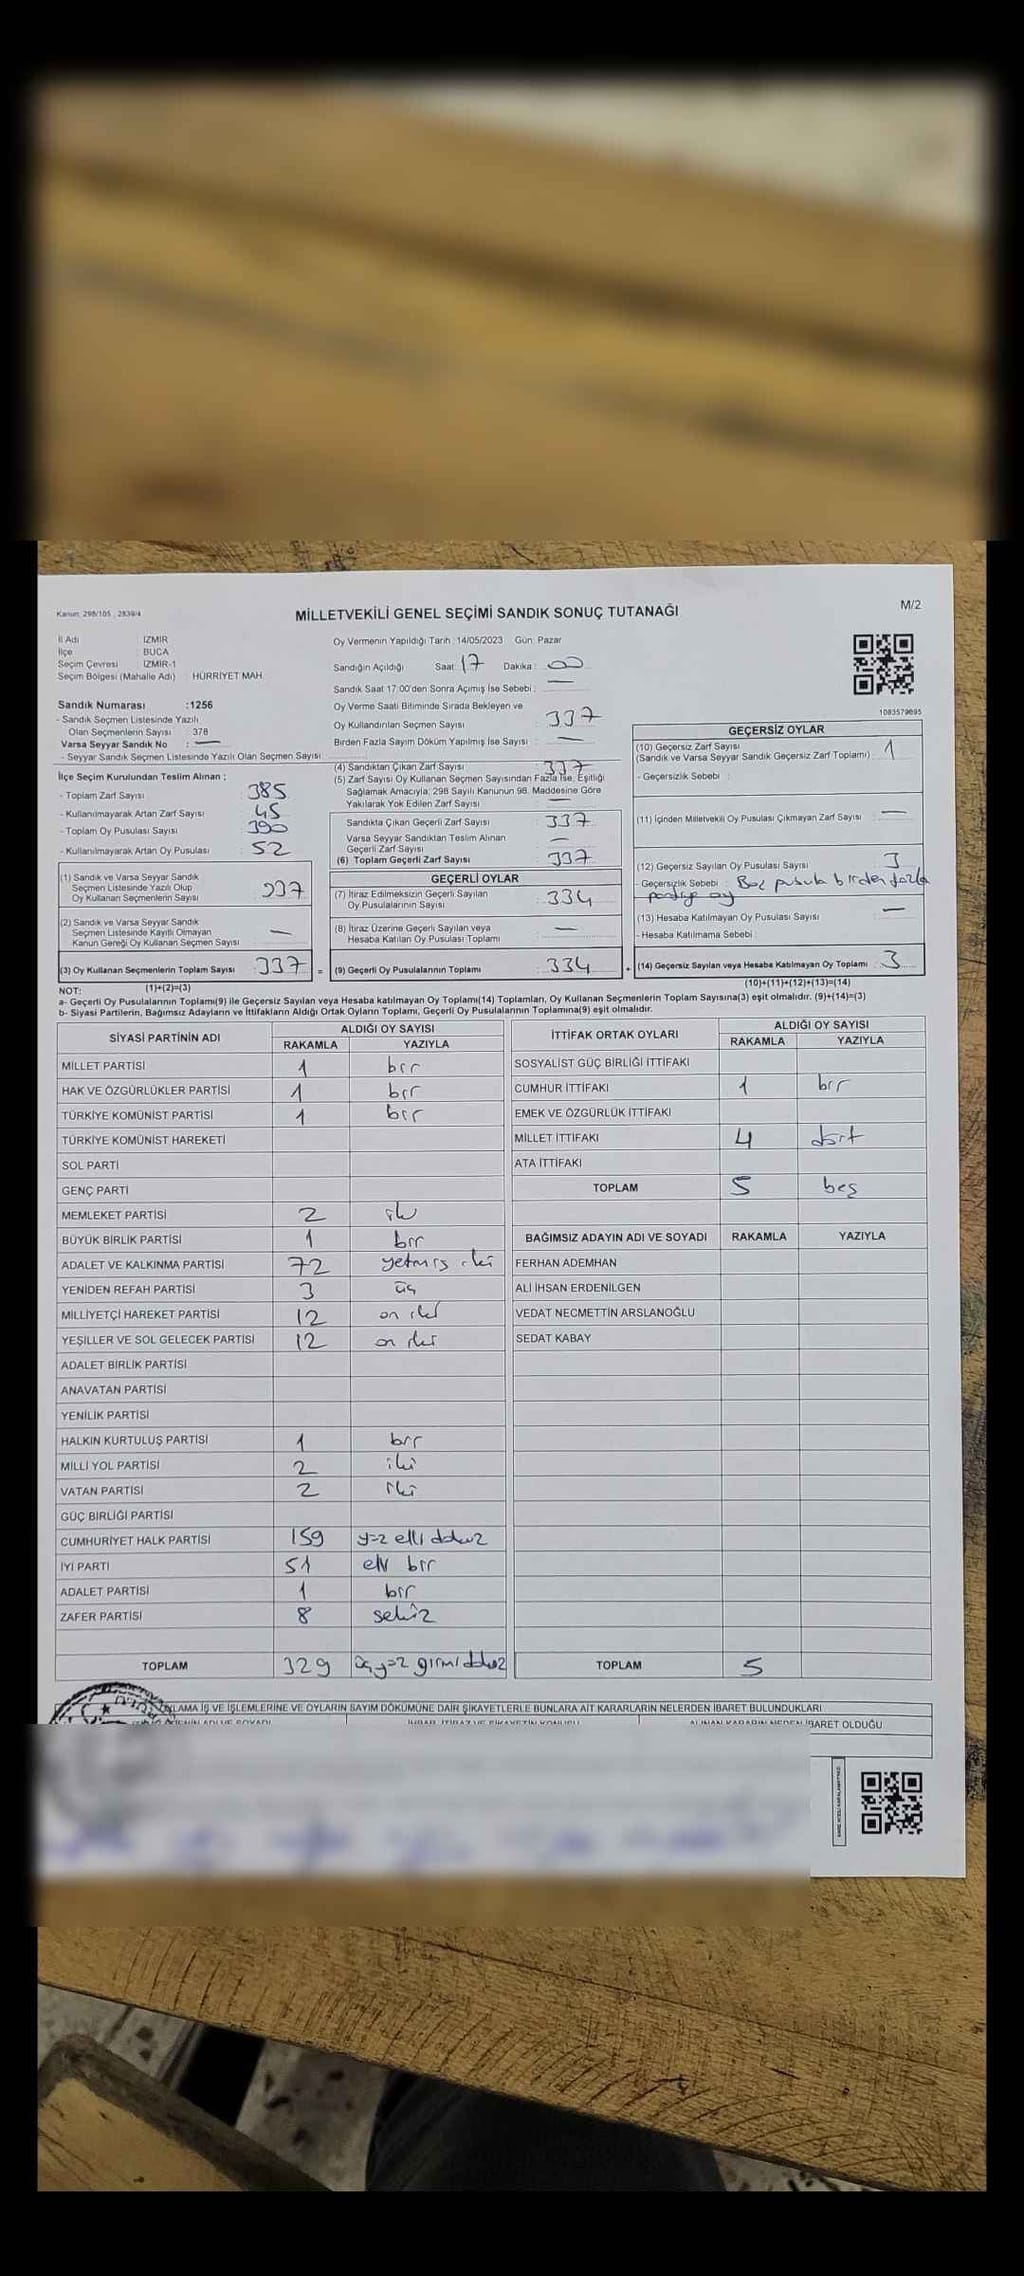 Kanun: 298/105 , 2839/4
MİLLETVEKİLİ GENEL SEÇİMİ SANDIK SONUÇ TUTANAĞI
M/2
İl Adı : İZMİR
İlçe : BUCA
Seçim Çevresi : İZMİR-1
Seçim Bölgesi (Mahalle Adı) : HÜRRİYET MAH.
Oy Vermenin Yapıldığı Tarih : 14/05/2023 Gün: Pazar
Sandığın Açıldığı Saat: 17 Dakika : 00
Sandık Saat 17:00'den Sonra Açımış İse Sebebi : —
Sandık Numarası :1256
- Sandık Seçmen Listesinde Yazılı
Olan Seçmenlerin Sayısı 378
Varsa Seyyar Sandık No : —
- Seyyar Sandık Seçmen Listesinde Yazılı Olan Seçmen Sayısı
Oy Verme Saati Bitiminde Sırada Bekleyen ve
Oy Kullandırılan Seçmen Sayısı : 337
Birden Fazla Sayım Döküm Yapılmış İse Sayısı : —
1083579695
İlçe Seçim Kurulundan Teslim Alınan :
- Toplam Zarf Sayısı : 385
- Kullanılmayarak Artan Zarf Sayısı : 45
- Toplam Oy Pusulası Sayısı : 390
- Kullanılmayarak Artan Oy Pusulası : 52
(4) Sandıktan Çıkan Zarf Sayısı : 337
(5) Zarf Sayısı Oy Kullanan Seçmen Sayısından Fazla İse, Eşitliği
Sağlamak Amacıyla; 298 Sayılı Kanunun 98. Maddesine Göre
Yakılarak Yok Edilen Zarf Sayısı : —
Sandıkta Çıkan Geçerli Zarf Sayısı : 337
Varsa Seyyar Sandıktan Teslim Alınan
Geçerli Zarf Sayısı : —
(6) Toplam Geçerli Zarf Sayısı : 337
GEÇERSİZ OYLAR
(10) Geçersiz Zarf Sayısı
(Sandık ve Varsa Seyyar Sandık Geçersiz Zarf Toplamı) : 1
- Geçersizlik Sebebi :
(11) İçinden Milletvekili Oy Pusulası Çıkmayan Zarf Sayısı : —
(12) Geçersiz Sayılan Oy Pusulası Sayısı : 3
- Geçersizlik Sebebi : Boş pusula birden fazla
partiye oy
(13) Hesaba Katılmayan Oy Pusulası Sayısı : —
- Hesaba Katılmama Sebebi :
(14) Geçersiz Sayılan veya Hesaba Katılmayan Oy Toplamı : 3
(10)+(11)+(12)+(13)=(14)
(1) Sandık ve Varsa Seyyar Sandık
Seçmen Listesinde Yazılı Olup
Oy Kullanan Seçmenlerin Sayısı : 337
(2) Sandık ve Varsa Seyyar Sandık
Seçmen Listesinde Kayıtlı Olmayan
Kanun Gereği Oy Kullanan Seçmen Sayısı : —
(3) Oy Kullanan Seçmenlerin Toplam Sayısı : 337 =
(1)+(2)=(3)
GEÇERLİ OYLAR
(7) İtiraz Edilmeksizin Geçerli Sayılan
Oy Pusulalarının Sayısı : 334
(8) İtiraz Üzerine Geçerli Sayılan veya
Hesaba Katılan Oy Pusulası Toplamı : —
(9) Geçerli Oy Pusulalarının Toplamı : 334 +
NOT:
a- Geçerli Oy Pusulalarının Toplamı(9) ile Geçersiz Sayılan veya Hesaba katılmayan Oy Toplamı(14) Toplamları, Oy Kullanan Seçmenlerin Toplam Sayısına(3) eşit olmalıdır. (9)+(14)=(3)
b- Siyasi Partilerin, Bağımsız Adayların ve İttifakların Aldığı Ortak Oyların Toplamı, Geçerli Oy Pusulalarının Toplamına(9) eşit olmalıdır.
SİYASİ PARTİNİN ADI ALDIĞI OY SAYISI
RAKAMLA YAZIYLA
MİLLET PARTİSİ 1 bir
HAK VE ÖZGÜRLÜKLER PARTİSİ 1 bir
TÜRKİYE KOMÜNİST PARTİSİ 1 bir
TÜRKİYE KOMÜNİST HAREKETİ
SOL PARTİ
GENÇ PARTİ
MEMLEKET PARTİSİ 2 iki
BÜYÜK BİRLİK PARTİSİ 1 bir
ADALET VE KALKINMA PARTİSİ 72 yetmiş iki
YENİDEN REFAH PARTİSİ 3 üç
MİLLİYETÇİ HAREKET PARTİSİ 12 on iki
YEŞİLLER VE SOL GELECEK PARTİSİ 12 on iki
ADALET BİRLİK PARTİSİ
ANAVATAN PARTİSİ
YENİLİK PARTİSİ
HALKIN KURTULUŞ PARTİSİ 1 bir
MİLLİ YOL PARTİSİ 2 iki
VATAN PARTİSİ 2 iki
GÜÇ BİRLİĞİ PARTİSİ
CUMHURİYET HALK PARTİSİ 159 yüz elli dokuz
İYİ PARTİ 51 elli bir
ADALET PARTİSİ 1 bir
ZAFER PARTİSİ 8 sekiz
TOPLAM 329 üç yüz yirmi dokuz
İTTİFAK ORTAK OYLARI ALDIĞI OY SAYISI
RAKAMLA YAZIYLA
SOSYALİST GÜÇ BİRLİĞİ İTTİFAKI
CUMHUR İTTİFAKI 1 bir
EMEK VE ÖZGÜRLÜK İTTİFAKI
MİLLET İTTİFAKI 4 dört
ATA İTTİFAKI
TOPLAM 5 beş
BAĞIMSIZ ADAYIN ADI VE SOYADI RAKAMLA YAZIYLA
FERHAN ADEMHAN
ALİ İHSAN ERDENİLGEN
VEDAT NECMETTİN ARSLANOĞLU
SEDAT KABAY
TOPLAM 5
LAMA İŞ VE İŞLEMLERİNE VE OYLARIN SAYIM DÖKÜMÜNE DAİR ŞİKAYETLERLE BUNLARA AİT KARARLARIN NELERDEN İBARET BULUNDUKLARI
İHBAR, İTİRAZ VE ŞİKAYETİN KONUSU ALINAN KARARIN NEDEN İBARET OLDUĞU